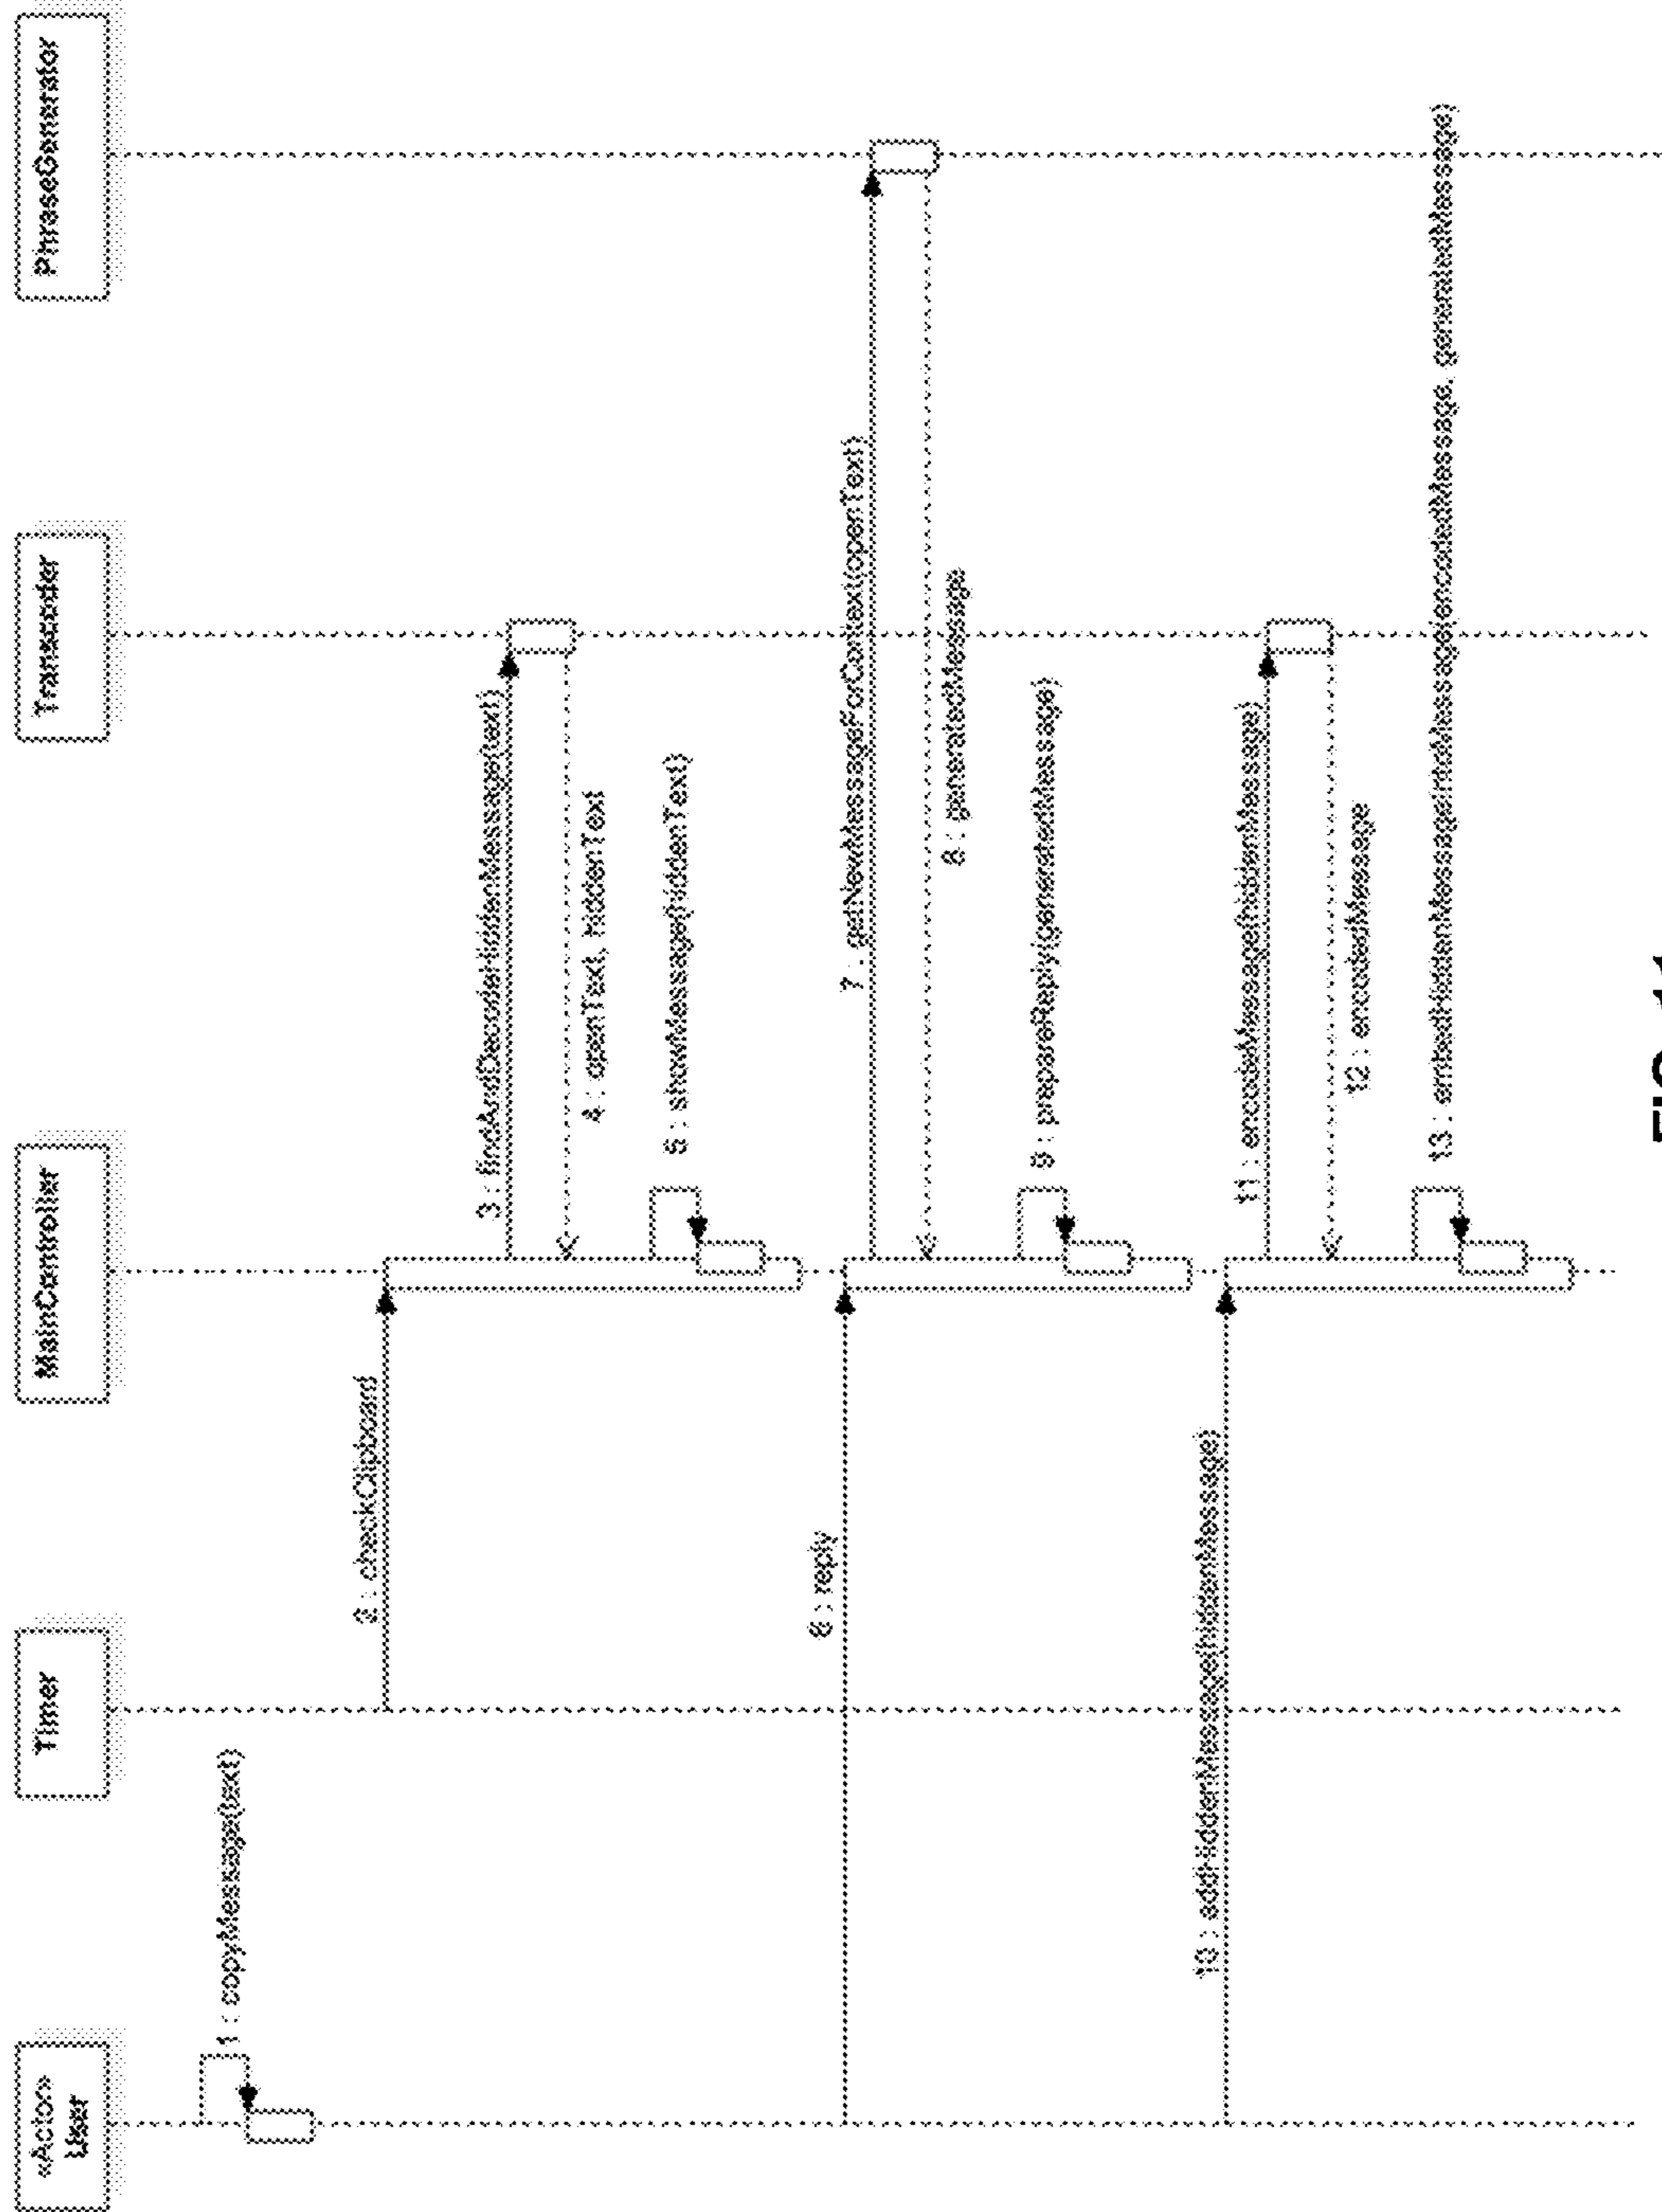 «Actor»
User
Timer
MainController
Transcoder
PhraseGenerator
1 : copyMessage(text)
2 : checkClipboard
3 : findAndDecodeHiddenMessage(text)
4 : openText, hiddenText
5 : showMessage(hiddenText)
6 : reply
7 : getNewMessageForContext(openText)
8 : generatedMessage
9 : prepareReply(generatedMessage)
10 : addHiddenMessage(hiddenMessage)
11 : encodeMessage(hiddenMessage)
12 : encodedMessage
13 : embedHiddenMessageIntoMessage(encodedMessage, generatedMessage)